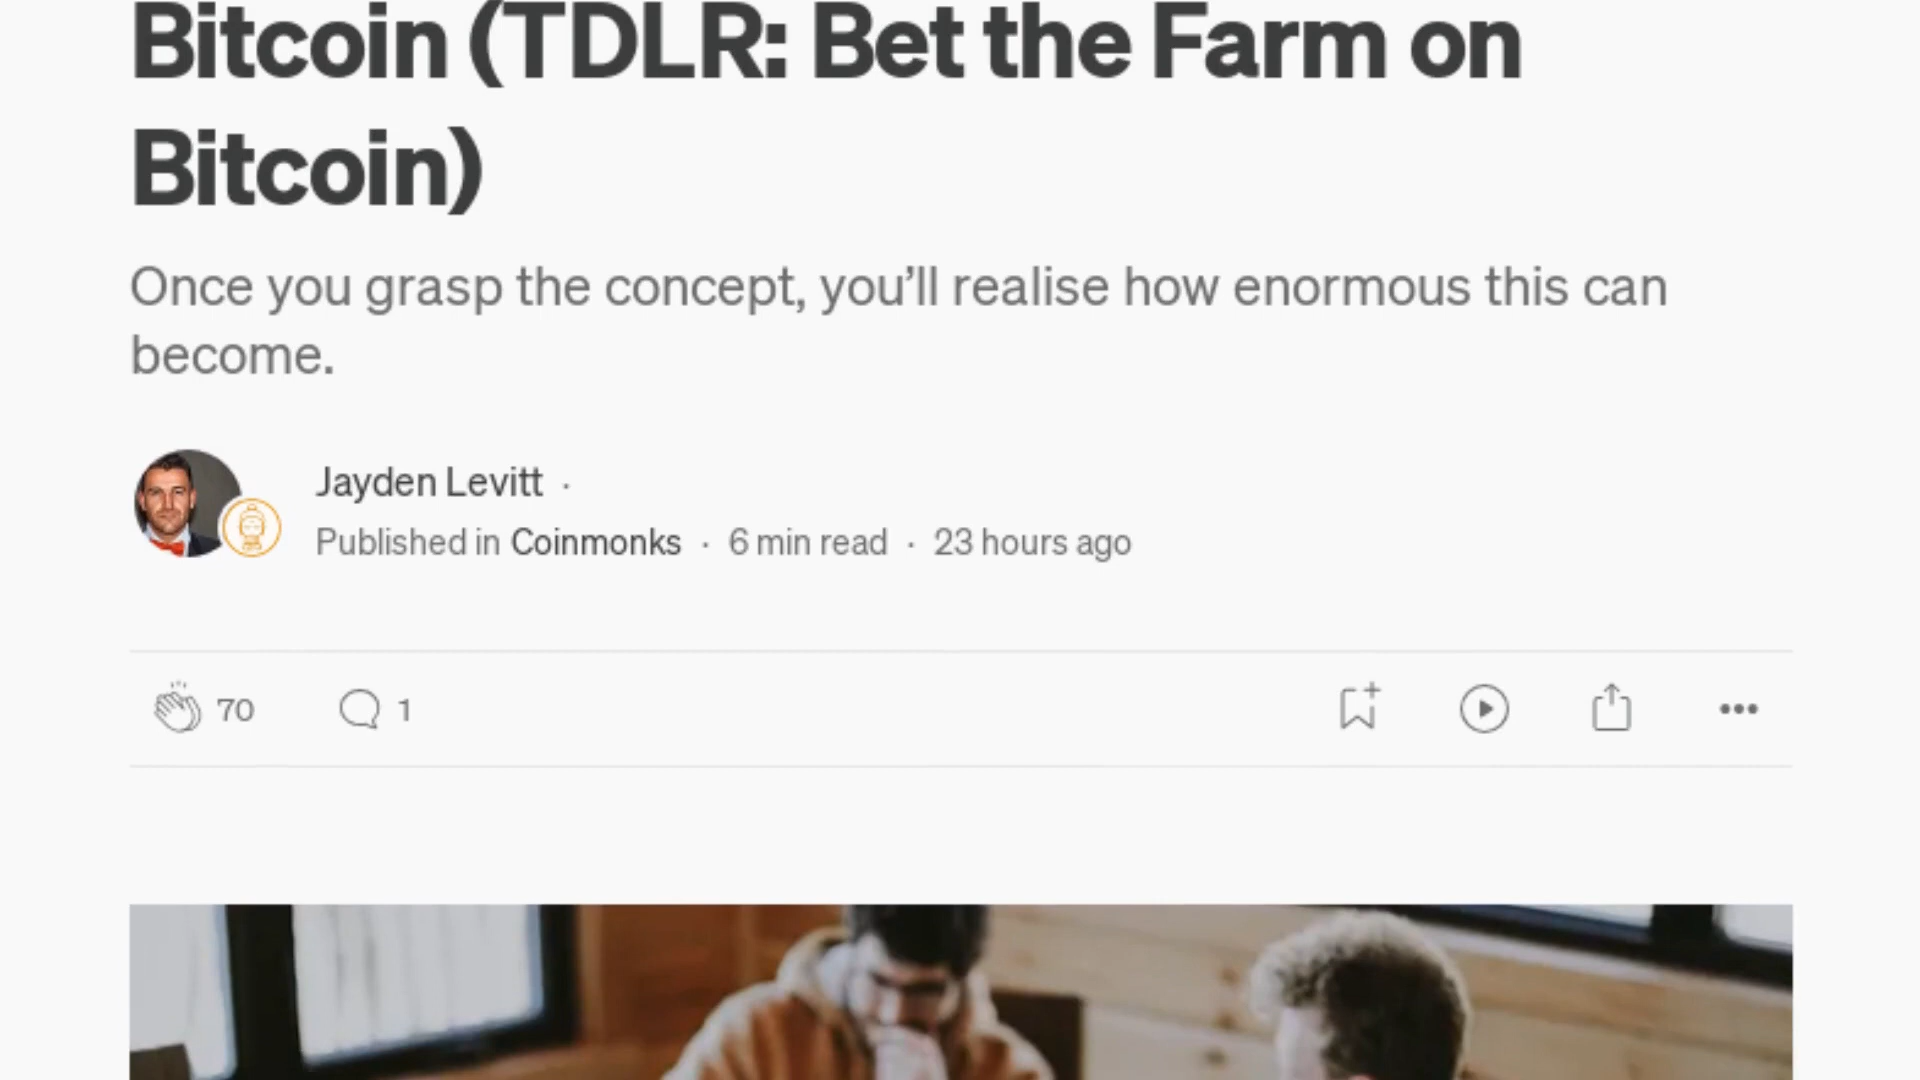 Bitcoin (TDLR: Bet the Farm on
Bitcoin)
Once you grasp the concept, you’ll realise how enormous this can
become.
Jayden Levitt ·
Published in Coinmonks · 6 min read · 23 hours ago
70 1